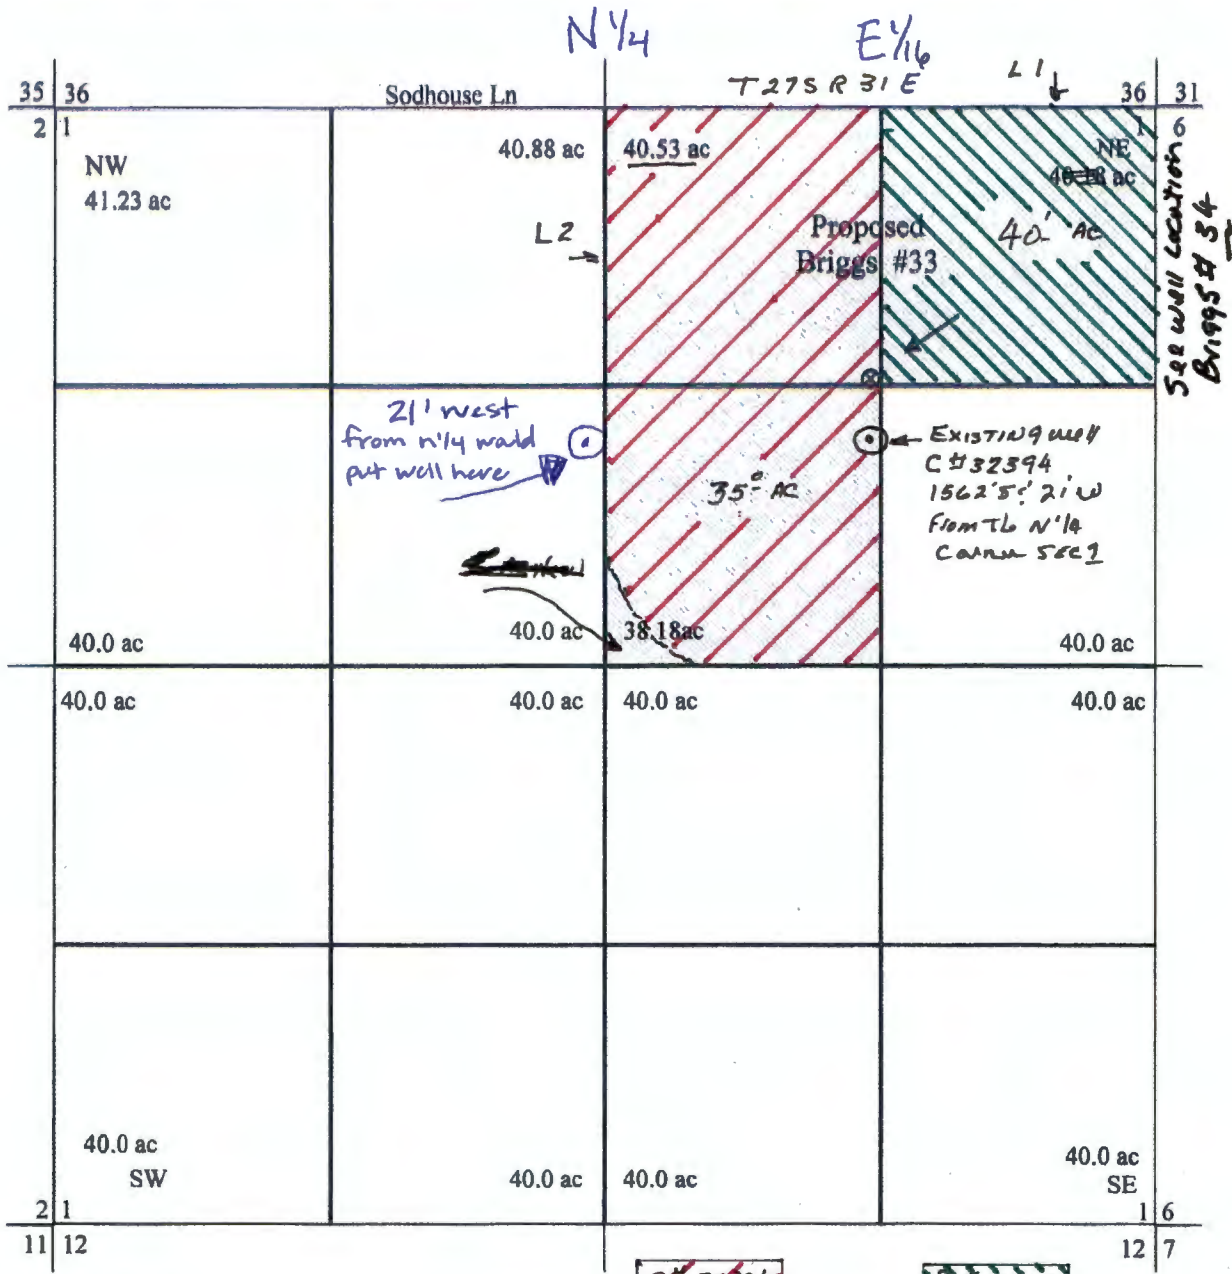 N 1/4
E 1/16
T 27S R 31 E
L1
35 36
Sodhouse Ln
36 31
2 1
1 6
NW
41.23 ac
40.88 ac
40.53 ac
NE
ac
L2
Proposed
Briggs #33
40 AC
See well Location
Briggs # 34
21' west
from n 1/4 would
put well here
35 AC
Existing well
C # 32394
1562' S 21' W
From Th N 1/4
Sec 1
40.0 ac
40.0 ac
38.18ac
40.0 ac
40.0 ac
40.0 ac
40.0 ac
40.0 ac
40.0 ac
SW
40.0 ac
40.0 ac
40.0 ac
SE
2 1
1 6
11 12
12 7